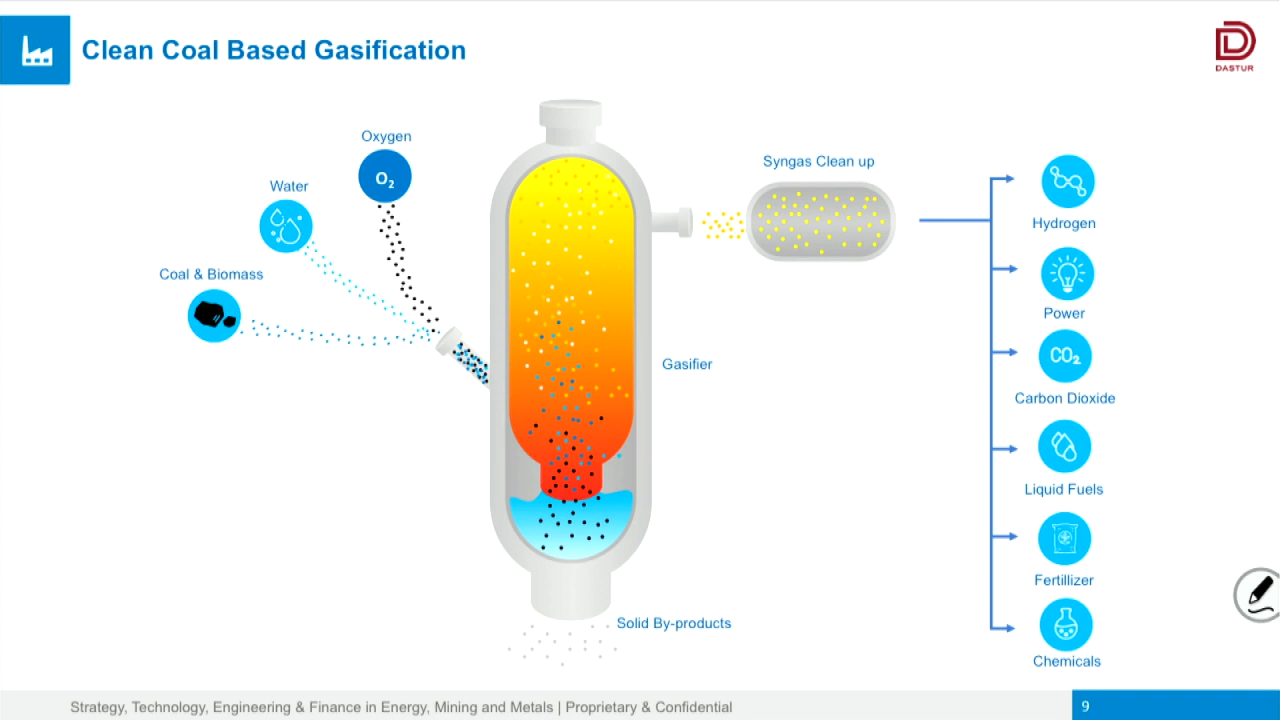 Clean Coal Based Gasification
DASTUR
Oxygen
O₂
Water
Coal & Biomass
Syngas Clean up
Gasifier
Solid By-products
Hydrogen
Power
CO₂
Carbon Dioxide
Liquid Fuels
Fertillizer
Chemicals
Strategy, Technology, Engineering & Finance in Energy, Mining and Metals | Proprietary & Confidential
9